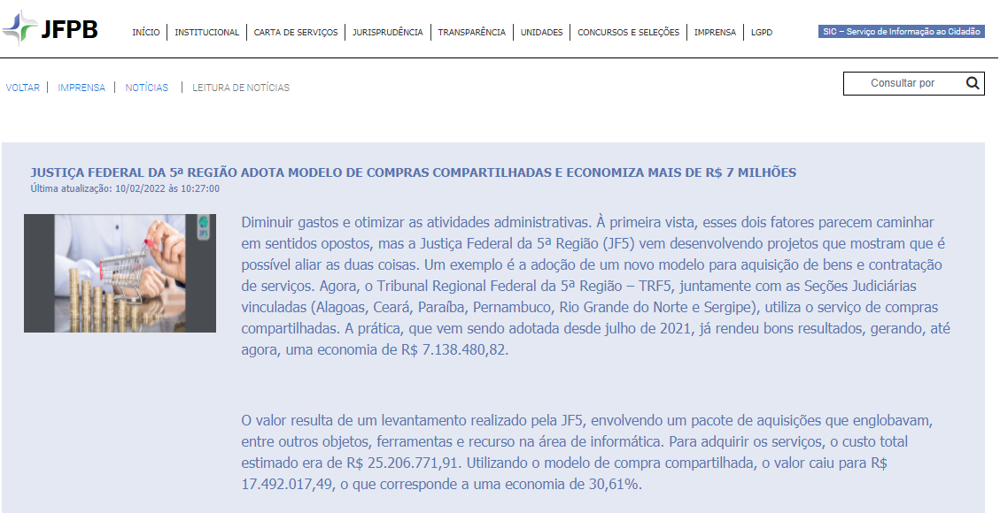 JFPB
INÍCIO
INSTITUCIONAL
CARTA DE SERVIÇOS
JURISPRUDÊNCIA
TRANSPARÊNCIA
UNIDADES
CONCURSOS E SELEÇÕES
IMPRENSA
LGPD
SIC – Serviço de Informação ao Cidadão
VOLTAR
IMPRENSA
NOTÍCIAS
LEITURA DE NOTÍCIAS
Consultar por
JUSTIÇA FEDERAL DA 5ª REGIÃO ADOTA MODELO DE COMPRAS COMPARTILHADAS E ECONOMIZA MAIS DE R$ 7 MILHÕES
Última atualização: 10/02/2022 às 10:27:00
JF5
Diminuir gastos e otimizar as atividades administrativas. À primeira vista, esses dois fatores parecem caminhar
em sentidos opostos, mas a Justiça Federal da 5ª Região (JF5) vem desenvolvendo projetos que mostram que é
possível aliar as duas coisas. Um exemplo é a adoção de um novo modelo para aquisição de bens e contratação
de serviços. Agora, o Tribunal Regional Federal da 5ª Região – TRF5, juntamente com as Seções Judiciárias
vinculadas (Alagoas, Ceará, Paraíba, Pernambuco, Rio Grande do Norte e Sergipe), utiliza o serviço de compras
compartilhadas. A prática, que vem sendo adotada desde julho de 2021, já rendeu bons resultados, gerando, até
agora, uma economia de R$ 7.138.480,82.
O valor resulta de um levantamento realizado pela JF5, envolvendo um pacote de aquisições que englobavam,
entre outros objetos, ferramentas e recurso na área de informática. Para adquirir os serviços, o custo total
estimado era de R$ 25.206.771,91. Utilizando o modelo de compra compartilhada, o valor caiu para R$
17.492.017,49, o que corresponde a uma economia de 30,61%.